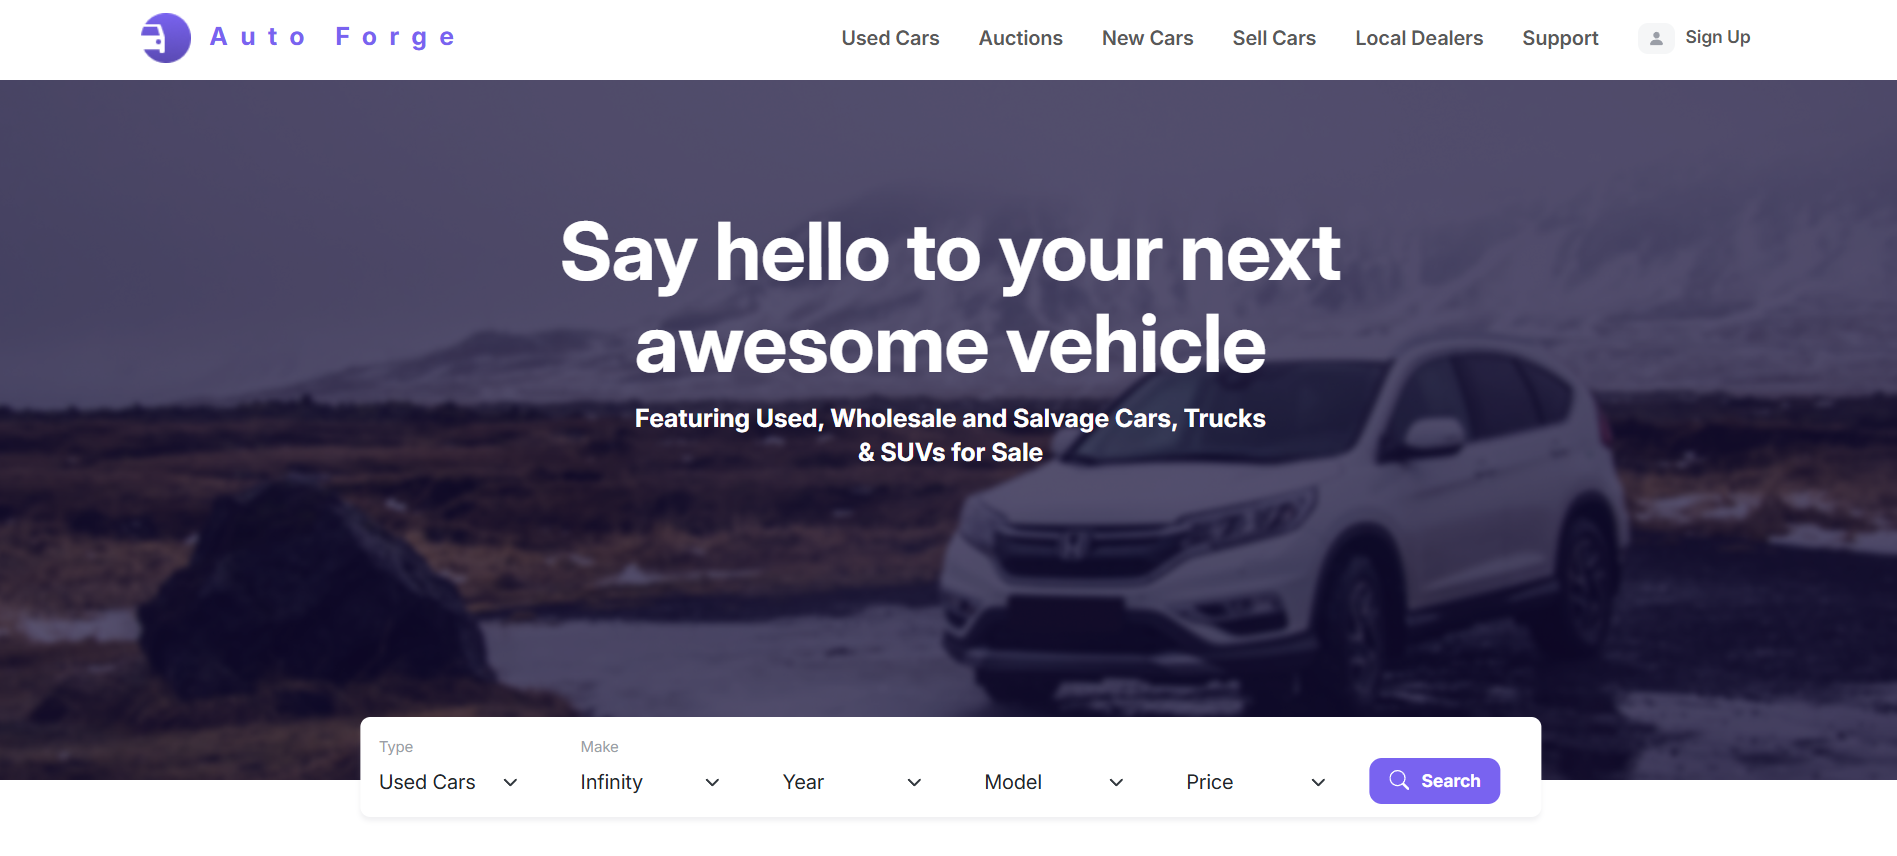 Auto Forge
Used Cars
Auctions
New Cars
Sell Cars
Local Dealers
Support
Sign Up
Say hello to your next
awesome vehicle
Featuring Used, Wholesale and Salvage Cars, Trucks
& SUVs for Sale
Type
Used Cars
Make
Infinity
Year
Model
Price
Search